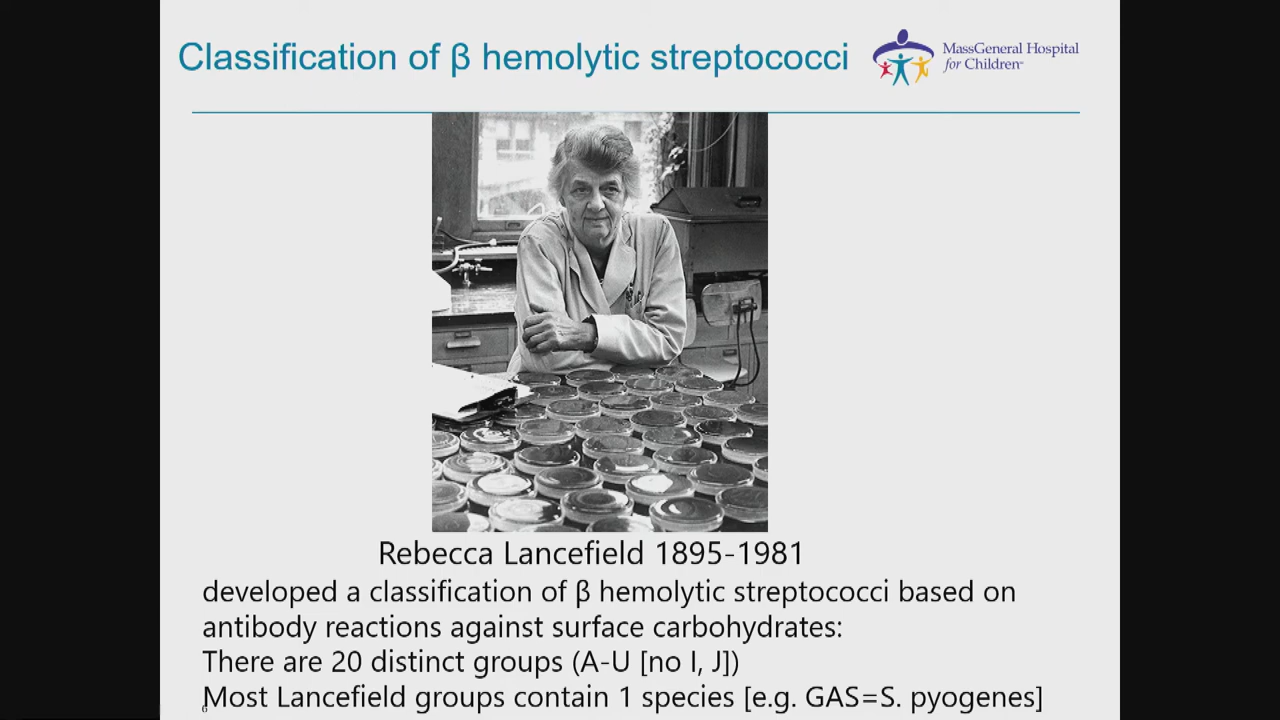 Classification of β hemolytic streptococci
MassGeneral Hospital
for Children
Rebecca Lancefield 1895-1981
developed a classification of β hemolytic streptococci based on
antibody reactions against surface carbohydrates:
There are 20 distinct groups (A-U [no I, J])
Most Lancefield groups contain 1 species [e.g. GAS=S. pyogenes]
6